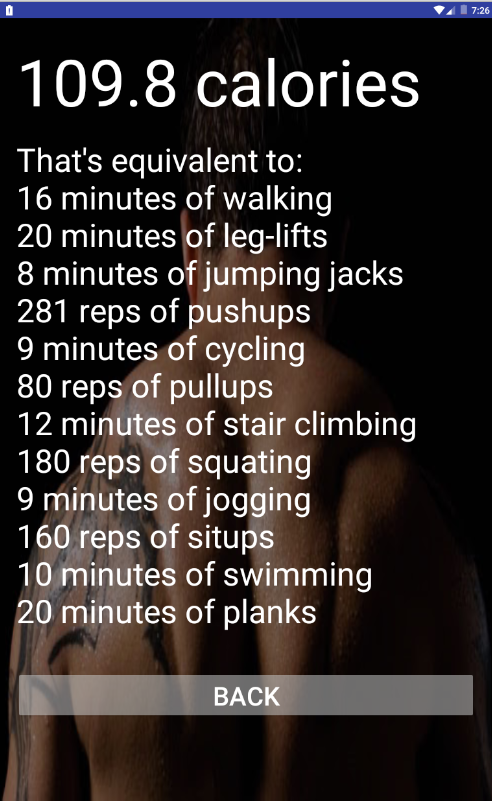 7:26
109.8 calories
That's equivalent to:
16 minutes of walking
20 minutes of leg-lifts
8 minutes of jumping jacks
281 reps of pushups
9 minutes of cycling
80 reps of pullups
12 minutes of stair climbing
180 reps of squating
9 minutes of jogging
160 reps of situps
10 minutes of swimming
20 minutes of planks
BACK